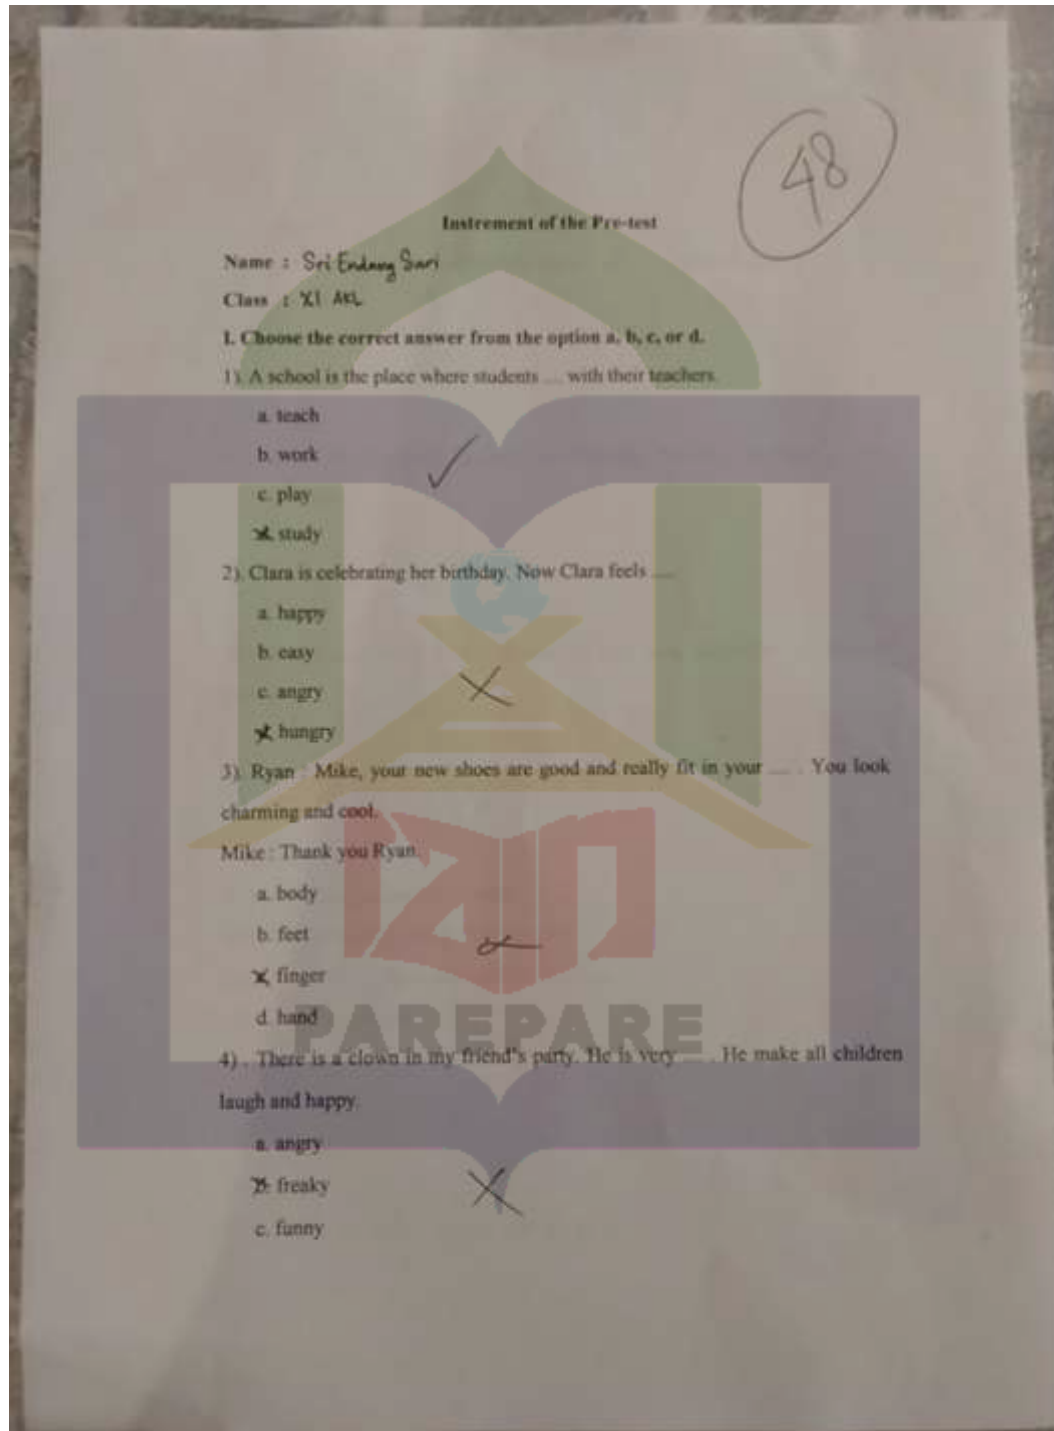 48
Instrement of the Pre-test
Name : Sri Endang Sari
Class : XI AKL
I. Choose the correct answer from the option a, b, c, or d.
1). A school is the place where students .... with their teachers.
a. teach
b. work
c. play
study
2). Clara is celebrating her birthday. Now Clara feels ....
a. happy
b. easy
c. angry
hungry
3). Ryan : Mike, your new shoes are good and really fit in your .... . You look
charming and cool.
Mike : Thank you Ryan.
a. body
b. feet
finger
d. hand
PAREPARE
4) . There is a clown in my friend's party. He is very .... . He make all children
laugh and happy.
a. angry
b. freaky
c. funny